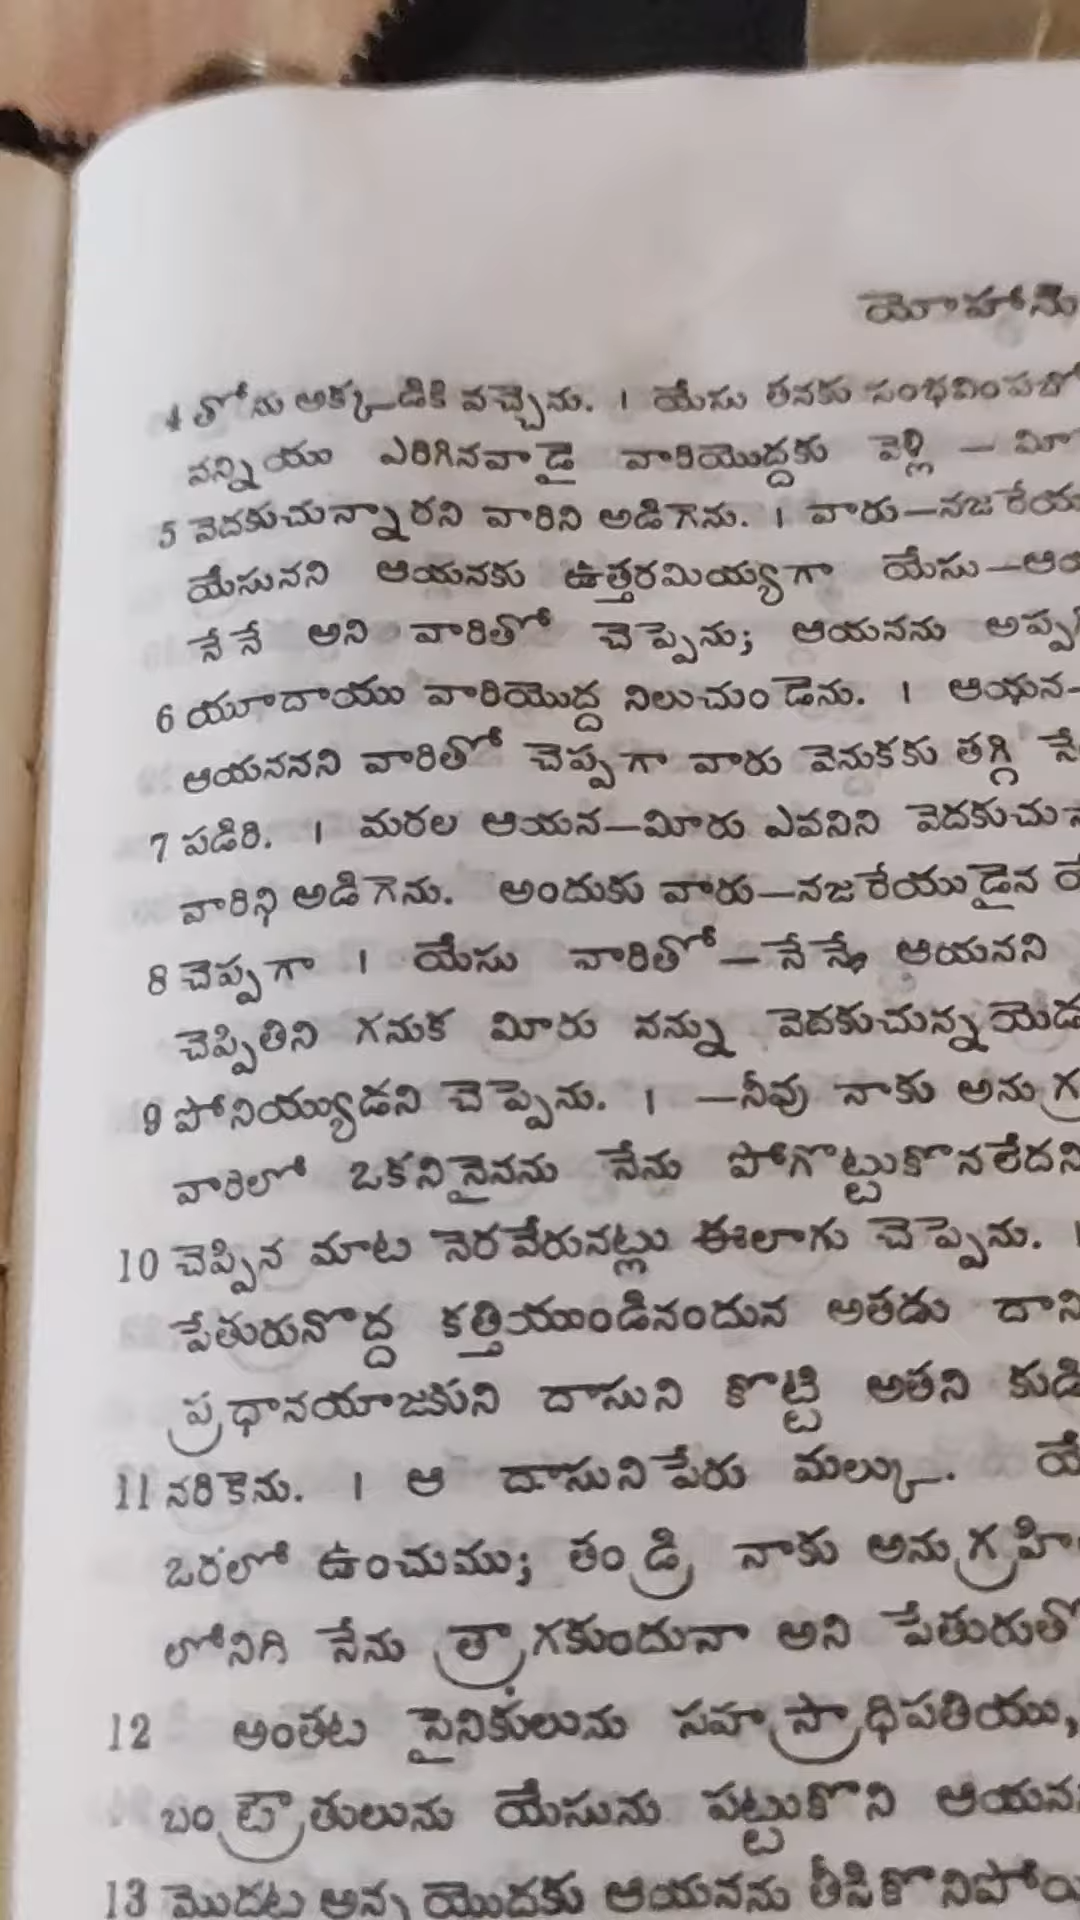 యోహాను
4 తోను అక్కడికి వచ్చెను. । యేసు తనకు సంభవింపబో
వన్నియు ఎరిగినవాడై వారియొద్దకు వెళ్లి – మీ
5 వెదకుచున్నారని వారిని అడిగెను. । వారు–నజరేయ
యేసునని ఆయనకు ఉత్తరమియ్యగా యేసు–ఆ
నేనే అని వారితో చెప్పెను; ఆయనను అప్ప
6 యూదాయు వారియొద్ద నిలుచుండెను. । ఆయన–
ఆయననని వారితో చెప్పగా వారు వెనుకకు తగ్గి నే
7 పడిరి. । మరల ఆయన–మీరు ఎవనిని వెదకుచు
వారిని అడిగెను. అందుకు వారు–నజరేయుడైన యే
8 చెప్పగా । యేసు వారితో–నేనే ఆయనని
చెప్పితిని గనుక మీరు నన్ను వెదకుచున్నయెడ
9 పోనియ్యుడని చెప్పెను. । –నీవు నాకు అనుగ్ర
వారిలో ఒకనినైనను నేను పోగొట్టుకొనలేదని
10 చెప్పిన మాట నెరవేరునట్లు ఈలాగు చెప్పెను. ।
పేతురునొద్ద కత్తియుండినందున అతడు దాని
ప్రధానయాజకుని దాసుని కొట్టి అతని కుడి
11 నరికెను. । ఆ దాసునిపేరు మల్కు. యే
ఒరలో ఉంచుము; తండ్రి నాకు అనుగ్రహి
లోనిది నేను త్రాగకుందునా అని పేతురుతో
12 అంతట సైనికులును సహస్రాధిపతియు,
బంట్రౌతులును యేసును పట్టుకొని ఆయన
13 మొదట అన్న యొద్దకు ఆయనను తీసికొనిపోయి